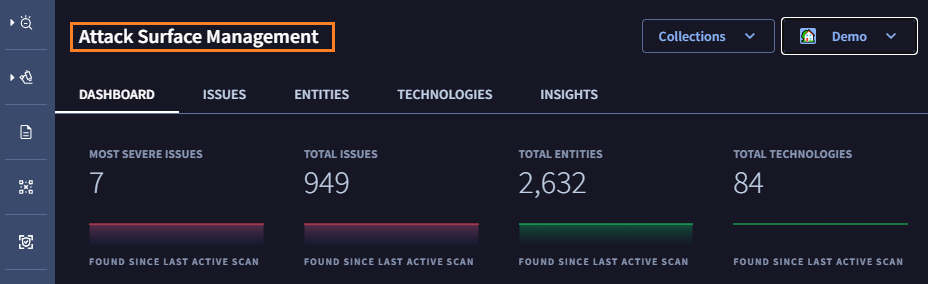 Attack Surface Management
Collections
Demo
DASHBOARD ISSUES ENTITIES TECHNOLOGIES INSIGHTS
MOST SEVERE ISSUES TOTAL ISSUES TOTAL ENTITIES TOTAL TECHNOLOGIES
7 949 2,632 84
FOUND SINCE LAST ACTIVE SCAN FOUND SINCE LAST ACTIVE SCAN FOUND SINCE LAST ACTIVE SCAN FOUND SINCE LAST ACTIVE SCAN